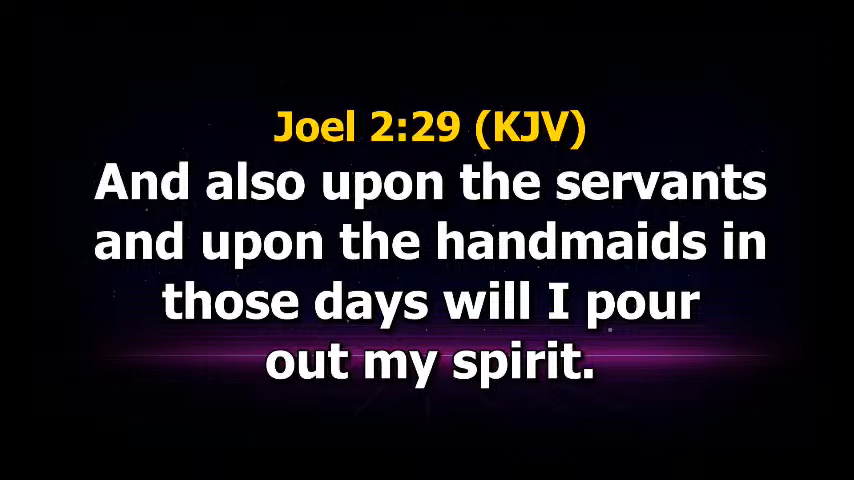 Joel 2:29 (KJV)
And also upon the servants
and upon the handmaids in
those days will I pour
out my spirit.